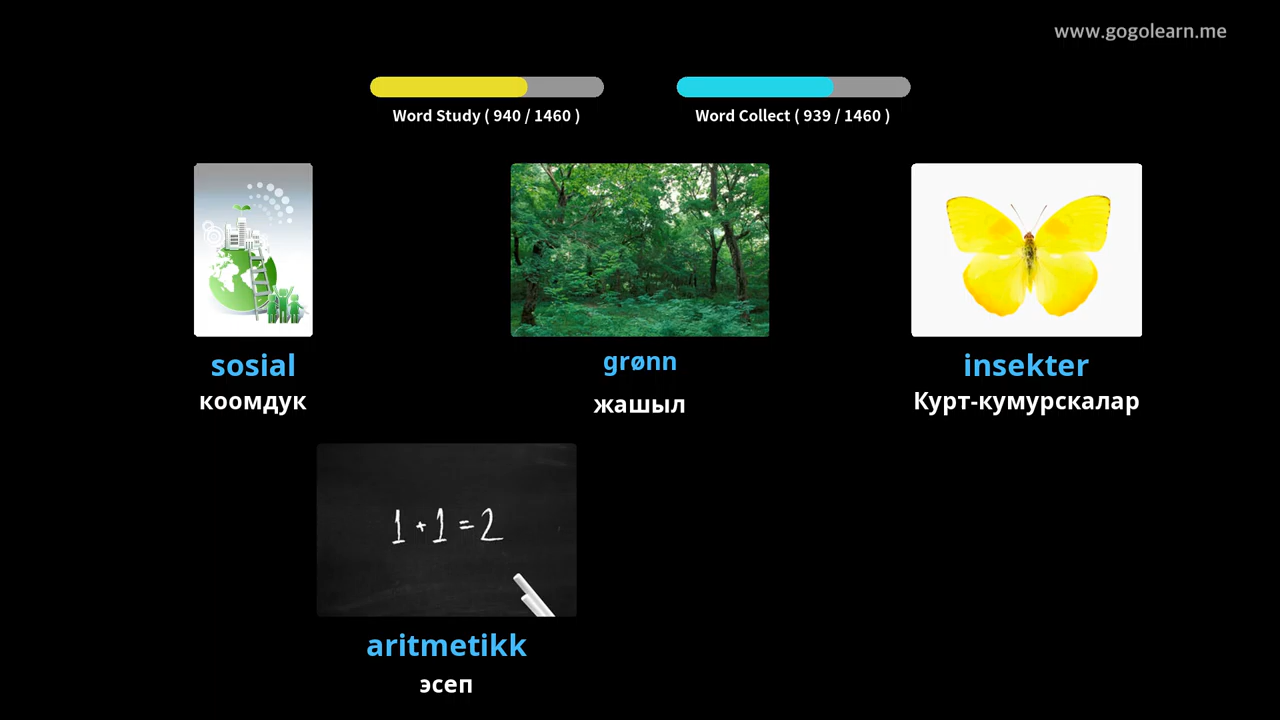 www.gogolearn.me
Word Study ( 940 / 1460 )
Word Collect ( 939 / 1460 )
sosial
коомдук
grønn
жашыл
insekter
Курт-кумурскалар
1 + 1 = 2
aritmetikk
эсеп